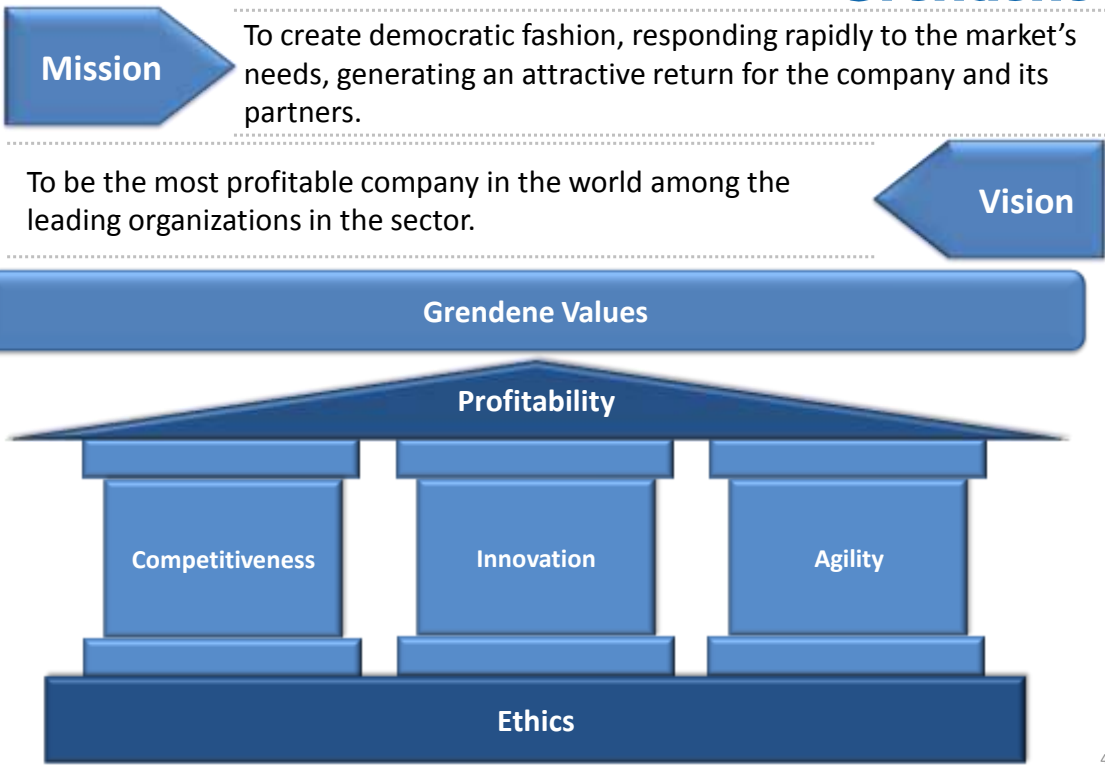 Mission
To create democratic fashion, responding rapidly to the market's
needs, generating an attractive return for the company and its
partners.
To be the most profitable company in the world among the
leading organizations in the sector.
Vision
Grendene Values
Profitability
Competitiveness
Innovation
Agility
Ethics